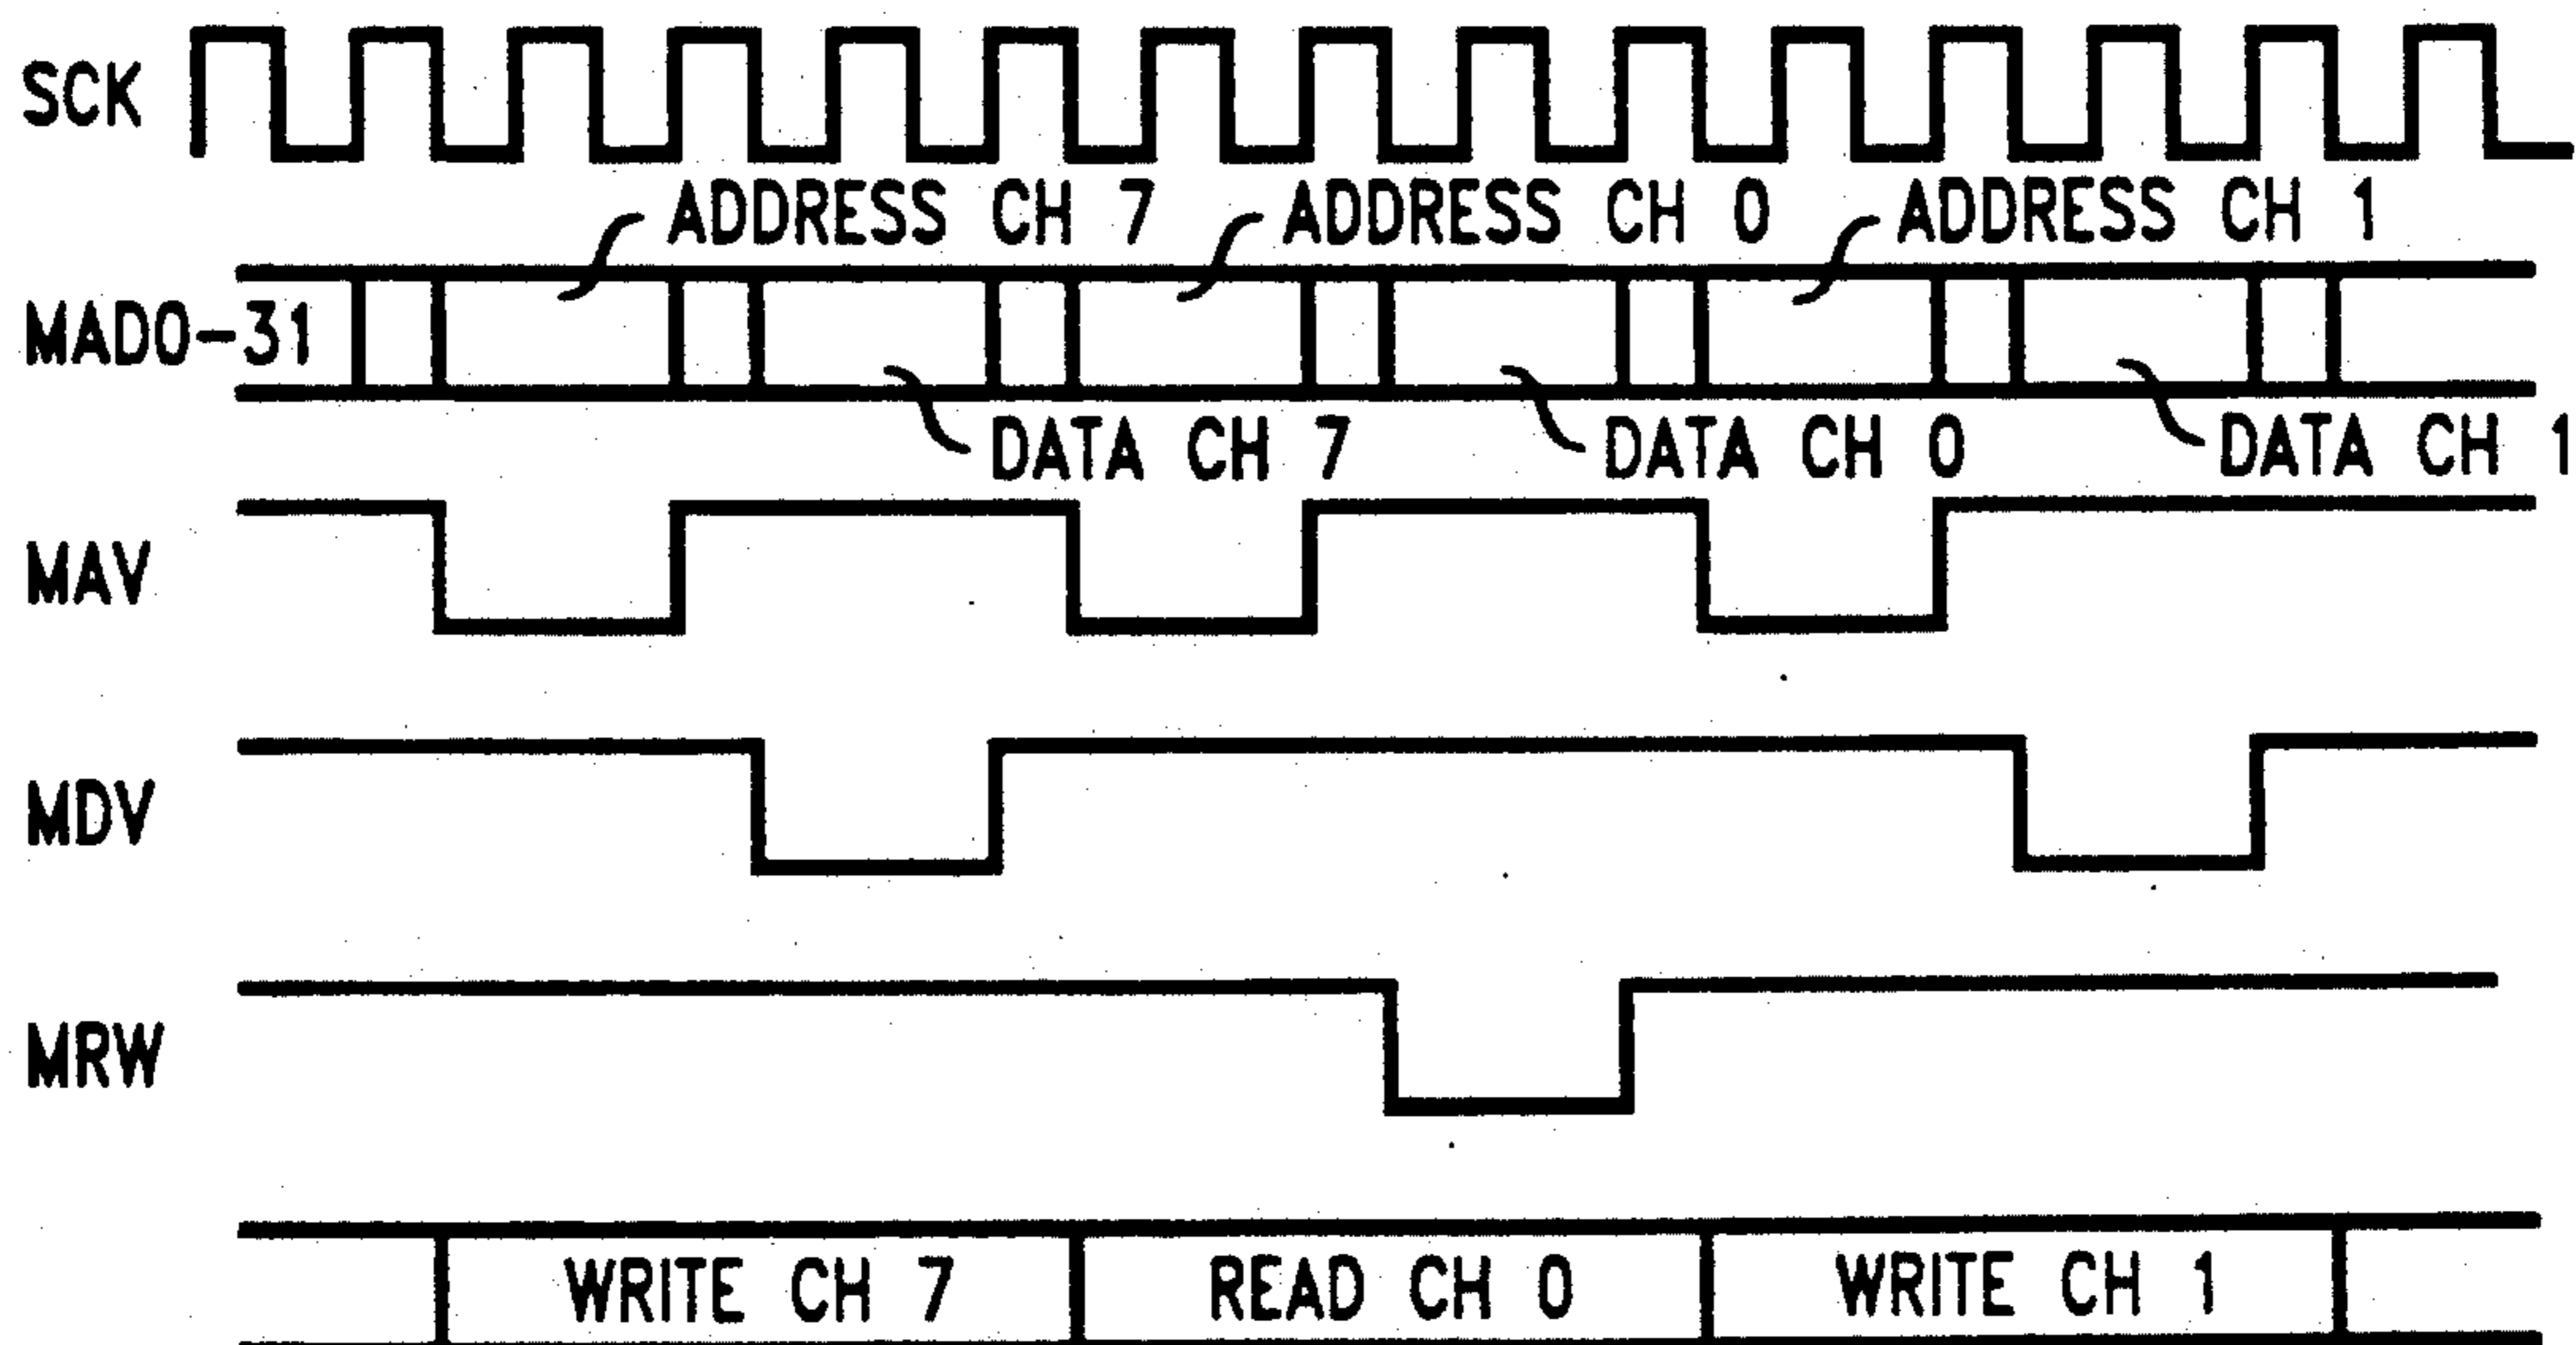 SCK
ADDRESS CH 7 ADDRESS CH 0 ADDRESS CH 1
MAD0-31
DATA CH 7 DATA CH 0 DATA CH 1
MAV
MDV
MRW
WRITE CH 7 READ CH 0 WRITE CH 1